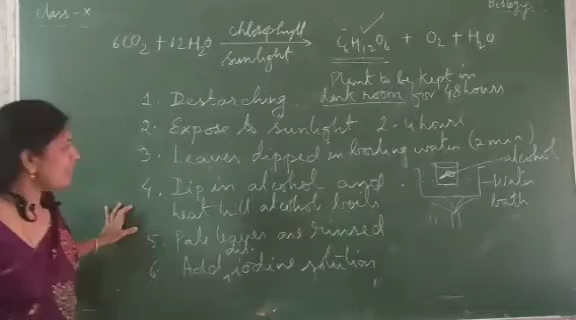 Class - X
Biology
6CO2 + 12H2O chlorophyll sunlight C6H12O6 + O2 + H2O
Plant to be kept in
1. Destarching. dark room for 48 hours
2. Expose to sunlight 2-4 hours
3. Leaves dipped in boiling water (2 min)
4. Dip in alcohol and
heat till alcohol boils
alcohol
Water
bath
5. Pale leaves are rinsed
6. Add iodine solution